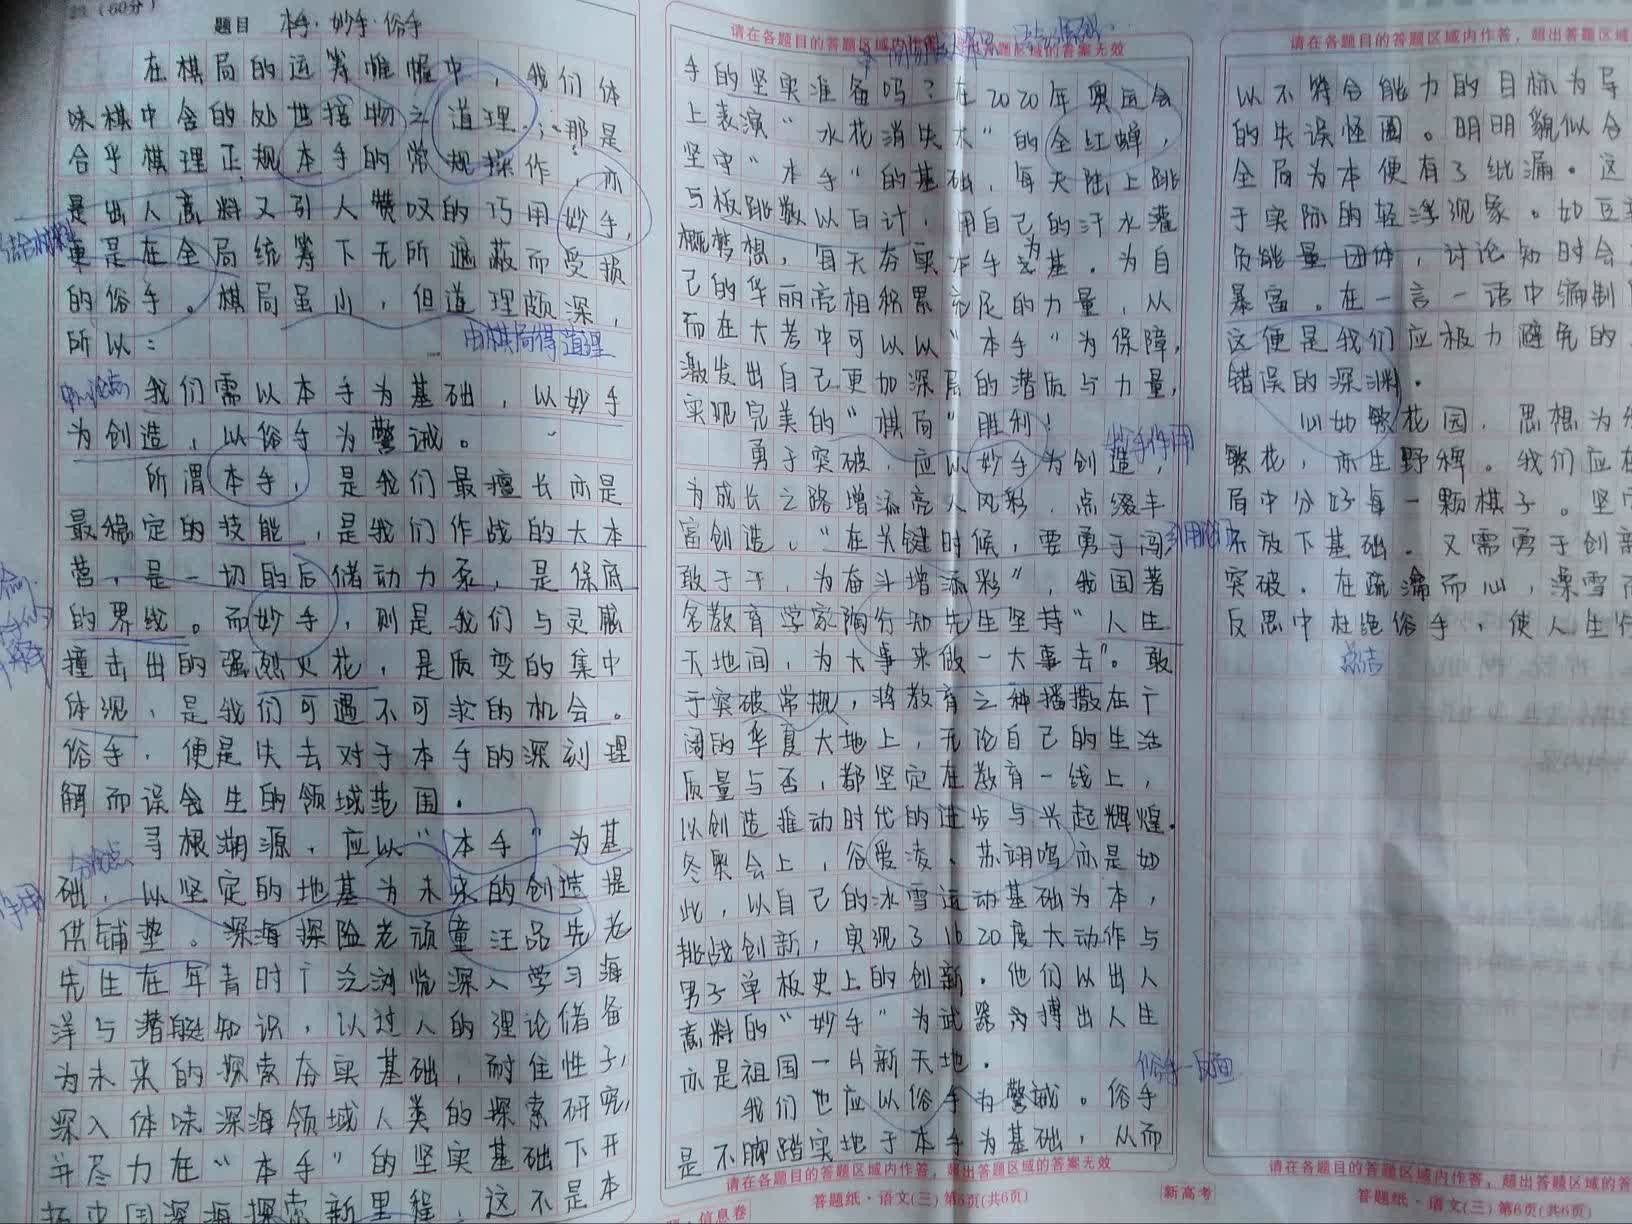 21（60分）
题目 本手·妙手·俗手
在棋局的运筹帷幄中，我们体
味棋中含的处世接物之道理，那是
合乎棋理正规本手的常规操作，亦
是出人意料又引人赞叹的巧用妙手，
更是在全局统筹下无所遮蔽而受损
的俗手。棋局虽小，但道理颇深，
所以：
由棋局得道理
我们需以本手为基础，以妙手
为创造，以俗手为警诫。
所谓本手，是我们最擅长亦是
最稳定的技能，是我们作战的大本
营，是一切的后储动力泵，是保底
的界线。而妙手，则是我们与灵感
撞击出的强烈火花，是质变的集中
体现，是我们可遇不可求的机会。
俗手，便是失去对于本手的深刻理
解而误会生的领域范围。
分论点
寻根溯源，应以“本手”为基
础，以坚定的地基为未来的创造提
供铺垫。深海探险老顽童汪品先老
先生在年青时广泛浏览深入学习海
洋与潜艇知识，以过人的理论储备
为未来的探索夯实基础，耐住性子，
深入体味深海领域人类的探索研究，
并尽力在“本手”的坚实基础下开
拓中国深海探索新里程，这不是本
作用
请在各题目的答题区域内作答，超出答题区域的答案无效
手的坚实准备吗？在2020年奥运会
上表演“水花消失术”的全红蝉，
坚守“本手”的基础，每天陆上跳
与板跳数以百计，用自己的汗水灌
概梦想，每天夯实本手为基，为自
己的华丽亮相积累充足的力量，从
而在大考中可以以“本手”为保障，
激发出自己更加深层的潜质与力量，
实现完美的“棋局”胜利！
妙手作用
勇于突破，应以妙手为创造，
为成长之路增添亮人风彩，点缀丰
富创造。“在关键时候，要勇于闯，
敢于干，为奋斗增添彩”，我国著
名教育学家陶行知先生坚持“人生
天地间，为大事来做一大事去”。敢
于突破常规，将教育之种播撒在广
阔的华夏大地上，无论自己的生活
质量与否，都坚定在教育一线上，
以创造推动时代的进步与兴起辉煌。
冬奥会上，谷爱凌、苏翊鸣亦是如
此，以自己的冰雪运动基础为本，
挑战创新，实现了1620度大动作与
男子单板史上的创新。他们以出人
意料的“妙手”为武器为搏出人生
亦是祖国一片新天地。
俗手—反面
我们也应以俗手为警诫。俗手
是不脚踏实地于本手为基础，从而
请在各题目的答题区域内作答，超出答题区域的答案无效
答题纸·语文(三) 第5页(共6页)
新高考
信息卷
请在各题目的答题区域内作答，超出答题区域
以不符合能力的目标为导
的失误怪圈。明明貌似合
全局为本便有了纰漏。这
于实际的轻浮现象。如豆
负能量团体，讨论知时会
暴富。在一言一语中编制
这便是我们应极力避免的
错误的深渊。
心如繁花园，思想为
繁花，亦生野稗。我们应在
局中分好每一颗棋子。坚
不放下基础，又需勇于创新
突破，在疏瀹而心，澡雪而
反思中杜绝俗手，使人生行
总结
请在各题目的答题区域内作答，超出答题区域的答
答题纸·语文(三) 第6页(共6页)